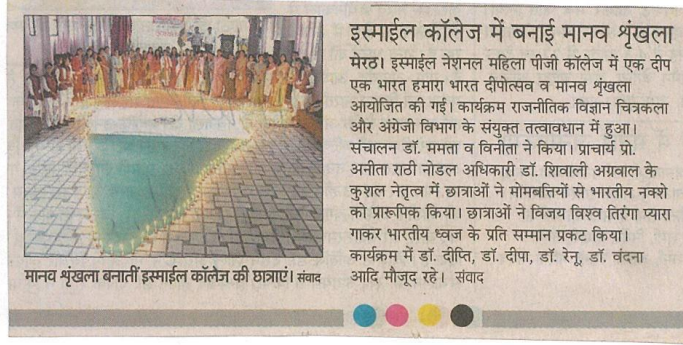 इस्माईल कॉलेज में बनाई मानव श्रृंखला
मेरठ। इस्माईल नेशनल महिला पीजी कॉलेज में एक दीप
एक भारत हमारा भारत दीपोत्सव व मानव श्रृंखला
आयोजित की गई। कार्यक्रम राजनीतिक विज्ञान चित्रकला
और अंग्रेजी विभाग के संयुक्त तत्वावधान में हुआ।
संचालन डॉ. ममता व विनीता ने किया। प्राचार्य प्रो.
अनीता राठी नोडल अधिकारी डॉ. शिवाली अग्रवाल के
कुशल नेतृत्व में छात्राओं ने मोमबत्तियों से भारतीय नक्शे
को प्रारूपिक किया। छात्राओं ने विजय विश्व तिरंगा प्यारा
गाकर भारतीय ध्वज के प्रति सम्मान प्रकट किया।
कार्यक्रम में डॉ. दीप्ति, डॉ. दीपा, डॉ. रेनू, डॉ. वंदना
आदि मौजूद रहे। संवाद
मानव श्रृंखला बनातीं इस्माईल कॉलेज की छात्राएं। संवाद